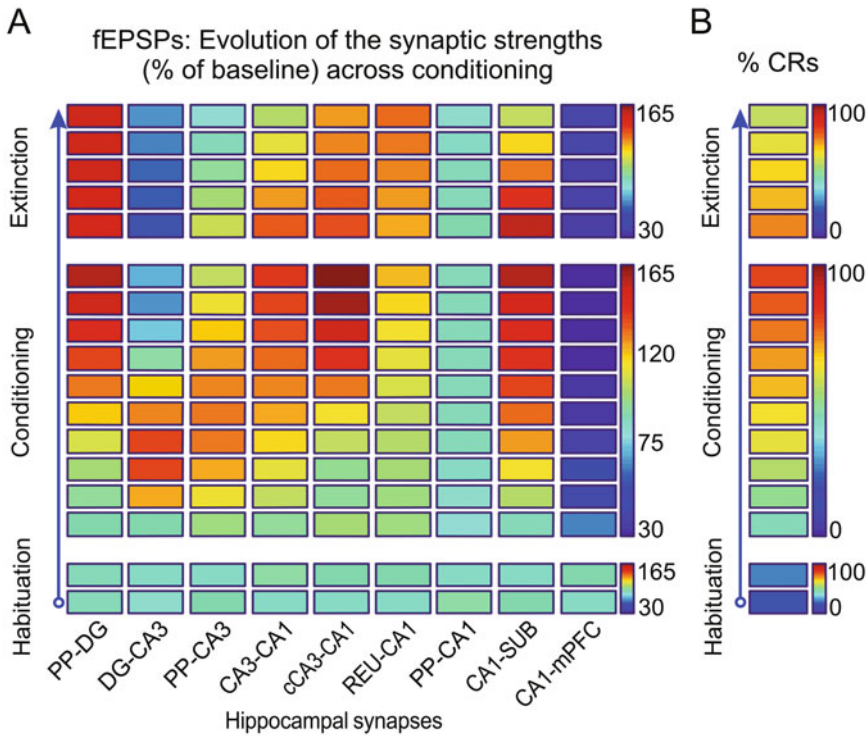 A
fEPSPs: Evolution of the synaptic strengths
(% of baseline) across conditioning
B
% CRs
Extinction
165
30
Extinction
100
0
Conditioning
165
120
75
30
Conditioning
100
0
Habituation
165
30
Habituation
100
0
PP-DG
DG-CA3
PP-CA3
CA3-CA1
cCA3-CA1
REU-CA1
PP-CA1
CA1-SUB
CA1-mPFC
Hippocampal synapses